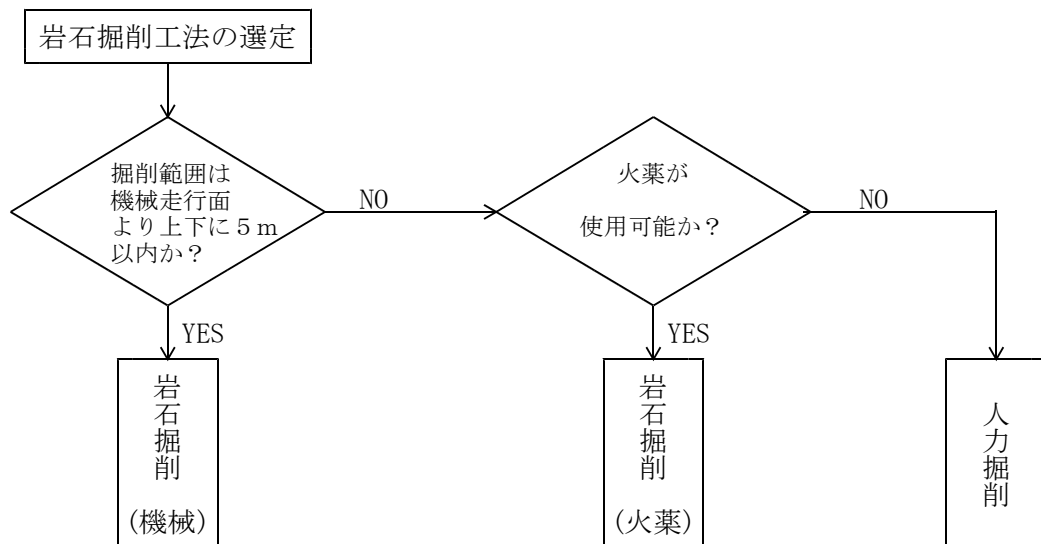 岩石掘削工法の選定
掘削範囲は
機械走行面
より上下に５ｍ
以内か？
NO
火薬が
使用可能か？
NO
YES
YES
岩石掘削
(機械)
岩石掘削
(火薬)
人力掘削